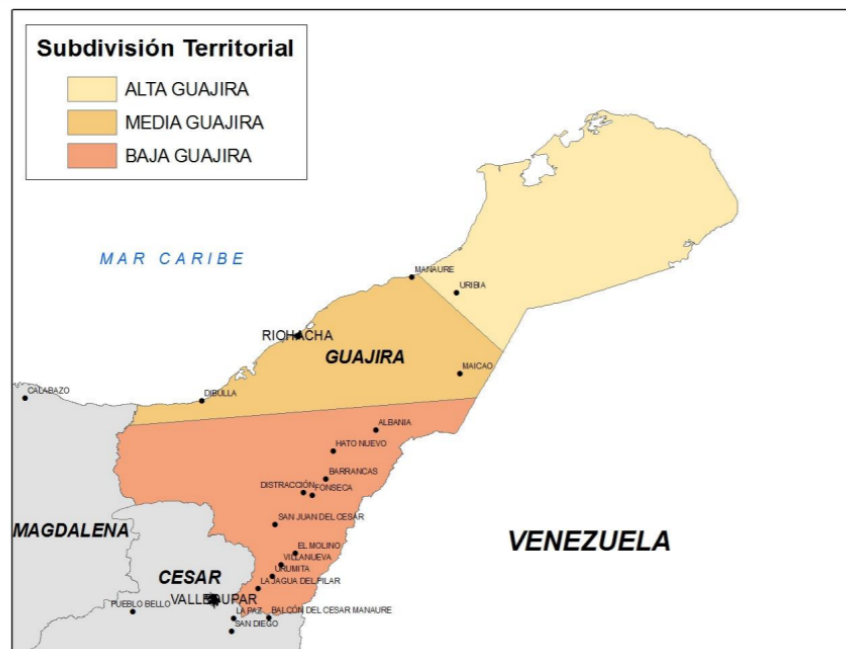 Subdivisión Territorial
ALTA GUAJIRA
MEDIA GUAJIRA
BAJA GUAJIRA
MAR CARIBE
MANAURE
URIBIA
RIOHACHA
GUAJIRA
MAICAO
CALABAZO
DIBULLA
ALBANIA
HATO NUEVO
BARRANCAS
DISTRACCIÓN
FONSECA
SAN JUAN DEL CESAR
MAGDALENA
VENEZUELA
EL MOLINO
VILLANUEVA
URUMITA
CESAR
LA JAGUA DEL PILAR
VALLEDUPAR
PUEBLO BELLO
LA PAZ
BALCÓN DEL CESAR MANAURE
SAN DIEGO